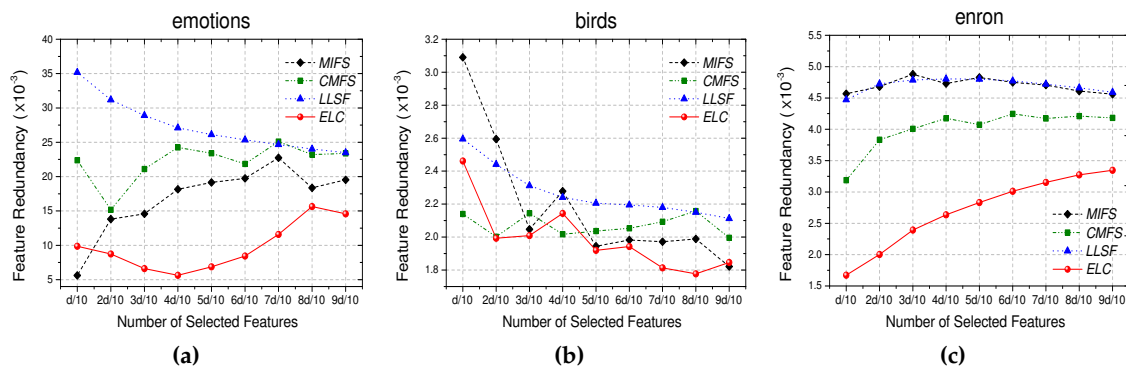 emotions
40
35
30
25
20
15
10
5
Feature Redundancy ( x10⁻³)
MIFS
CMFS
LLSF
ELC
d/10 2d/10 3d/10 4d/10 5d/10 6d/10 7d/10 8d/10 9d/10
Number of Selected Features
(a)
birds
3.2
3.0
2.8
2.6
2.4
2.2
2.0
1.8
Feature Redundancy ( x10⁻³)
MIFS
CMFS
LLSF
ELC
d/10 2d/10 3d/10 4d/10 5d/10 6d/10 7d/10 8d/10 9d/10
Number of Selected Features
(b)
enron
5.5
5.0
4.5
4.0
3.5
3.0
2.5
2.0
1.5
Feature Redundancy ( x10⁻³)
MIFS
CMFS
LLSF
ELC
d/10 2d/10 3d/10 4d/10 5d/10 6d/10 7d/10 8d/10 9d/10
Number of Selected Features
(c)